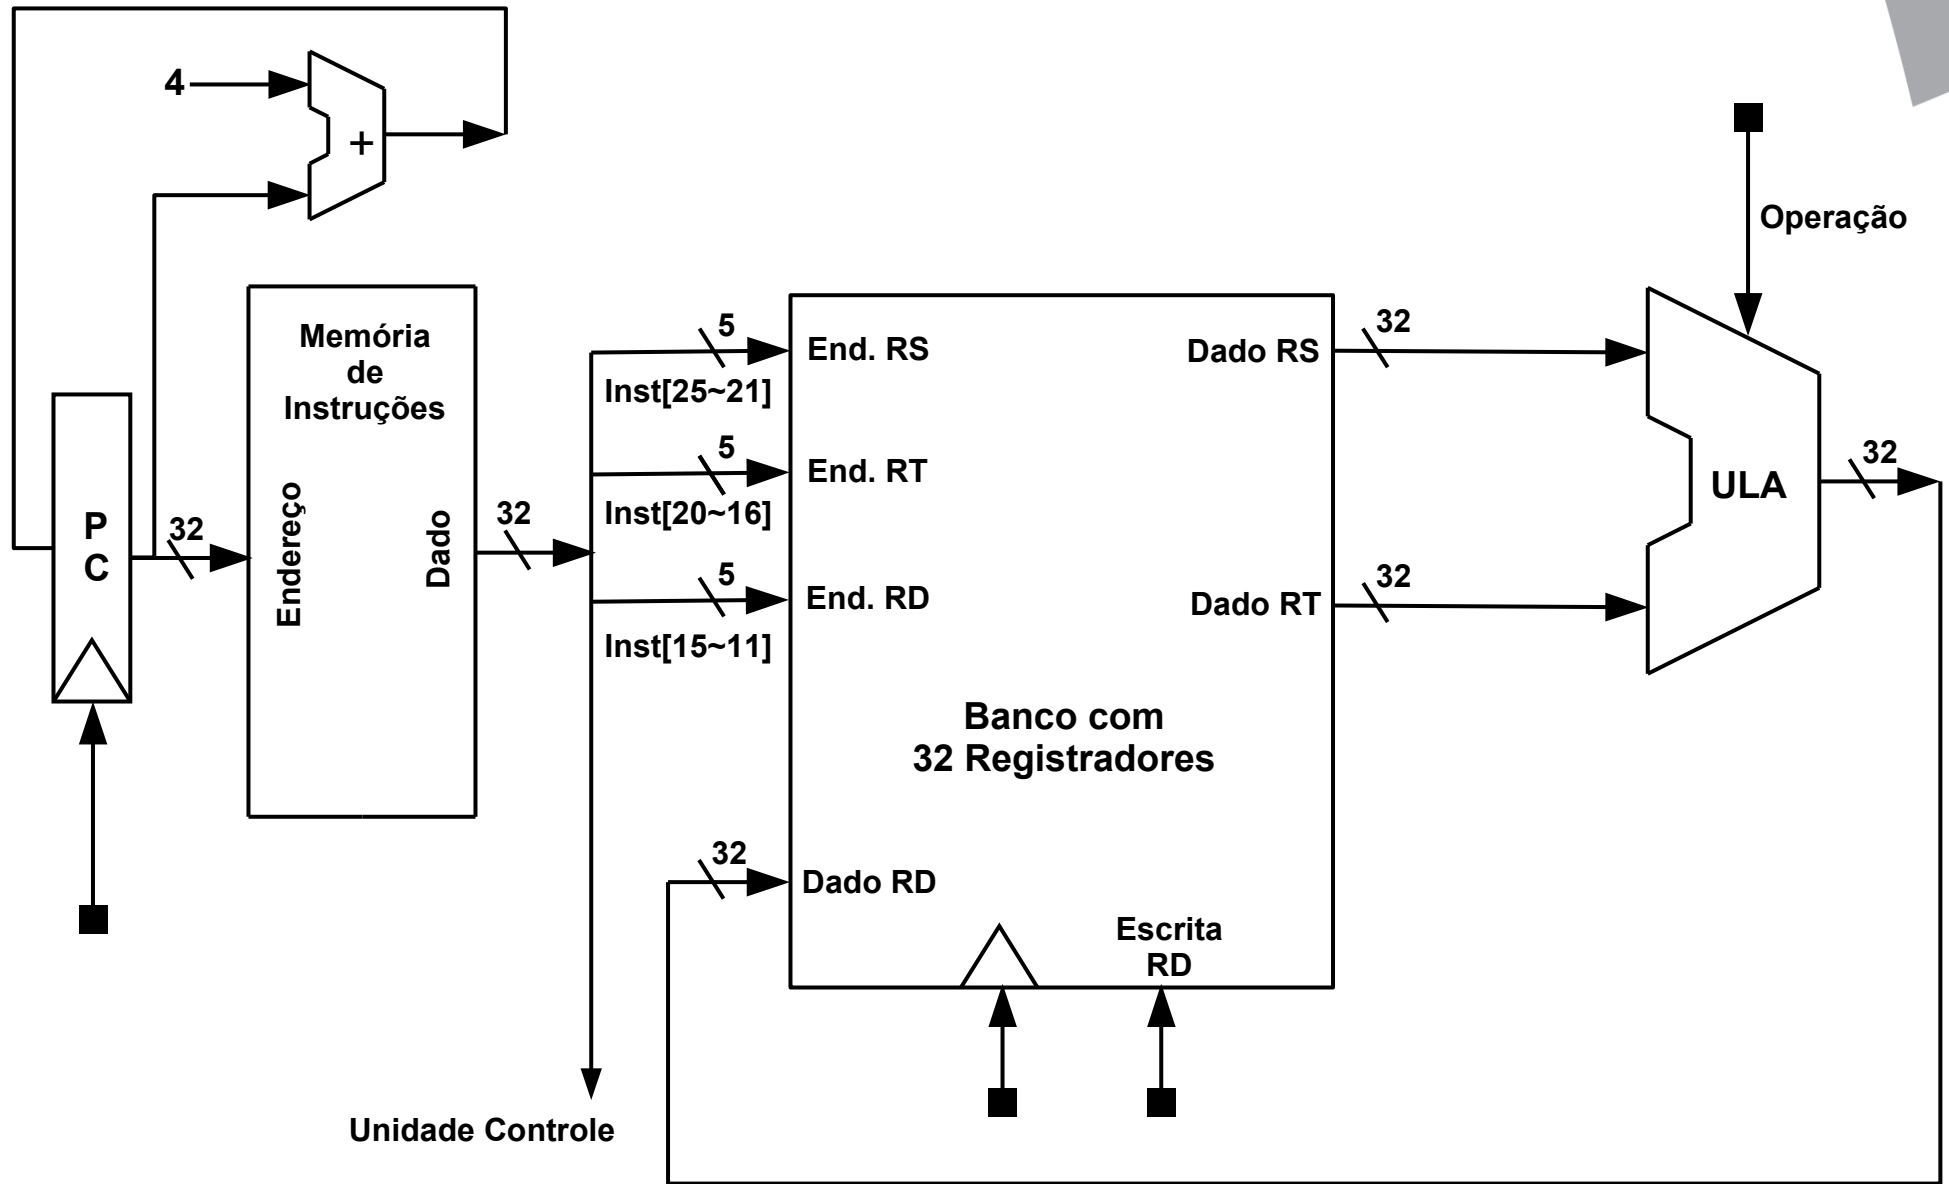 4
+
Operação
Memória
de
Instruções
Endereço
Dado
P
C
32
32
5
End. RS
Inst[25~21]
5
End. RT
Inst[20~16]
5
End. RD
Inst[15~11]
Dado RS
32
Dado RT
32
ULA
32
Banco com
32 Registradores
32
Dado RD
Escrita
RD
Unidade Controle